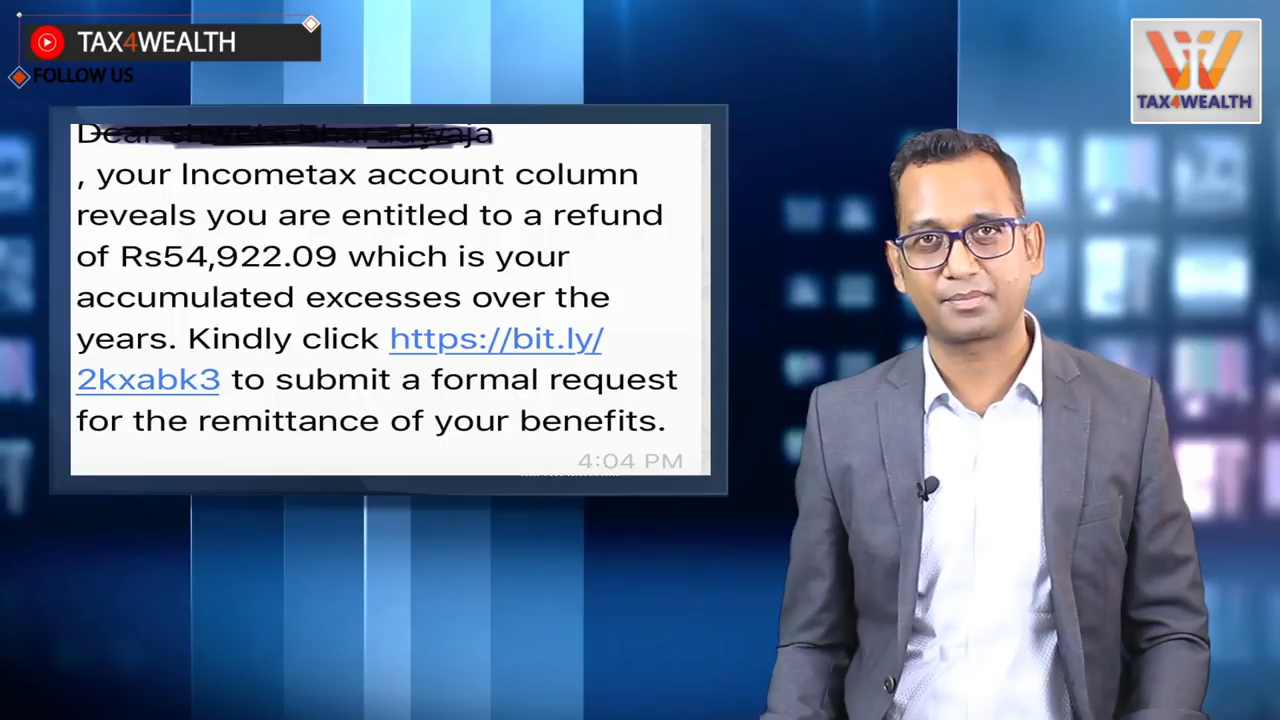 TAX4WEALTH
FOLLOW US
TAX4WEALTH
Dear
, your Incometax account column
reveals you are entitled to a refund
of Rs54,922.09 which is your
accumulated excesses over the
years. Kindly click https://bit.ly/
2kxabk3 to submit a formal request
for the remittance of your benefits.
4:04 PM